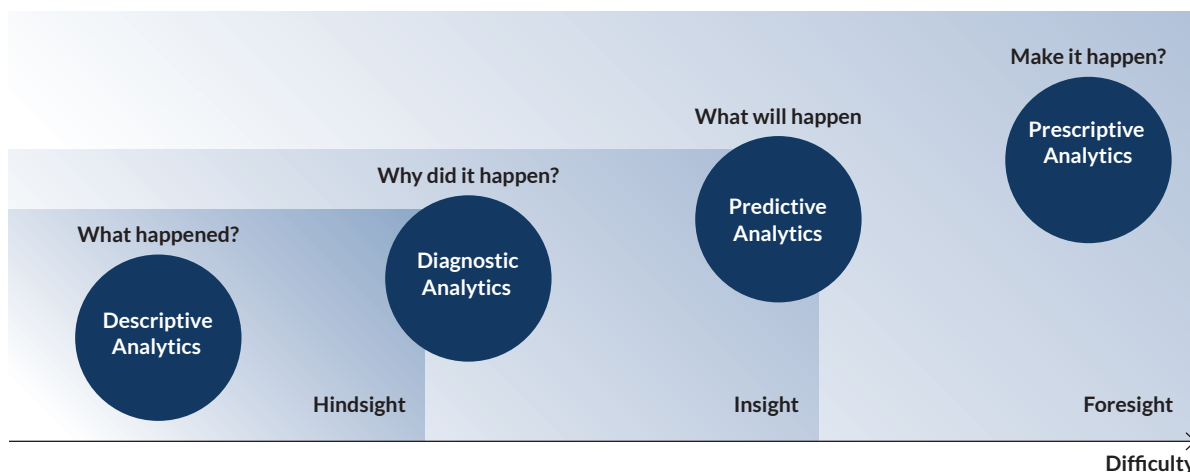 What happened?
Descriptive
Analytics
Hindsight
Why did it happen?
Diagnostic
Analytics
Insight
What will happen
Predictive
Analytics
Make it happen?
Prescriptive
Analytics
Foresight
Difficulty